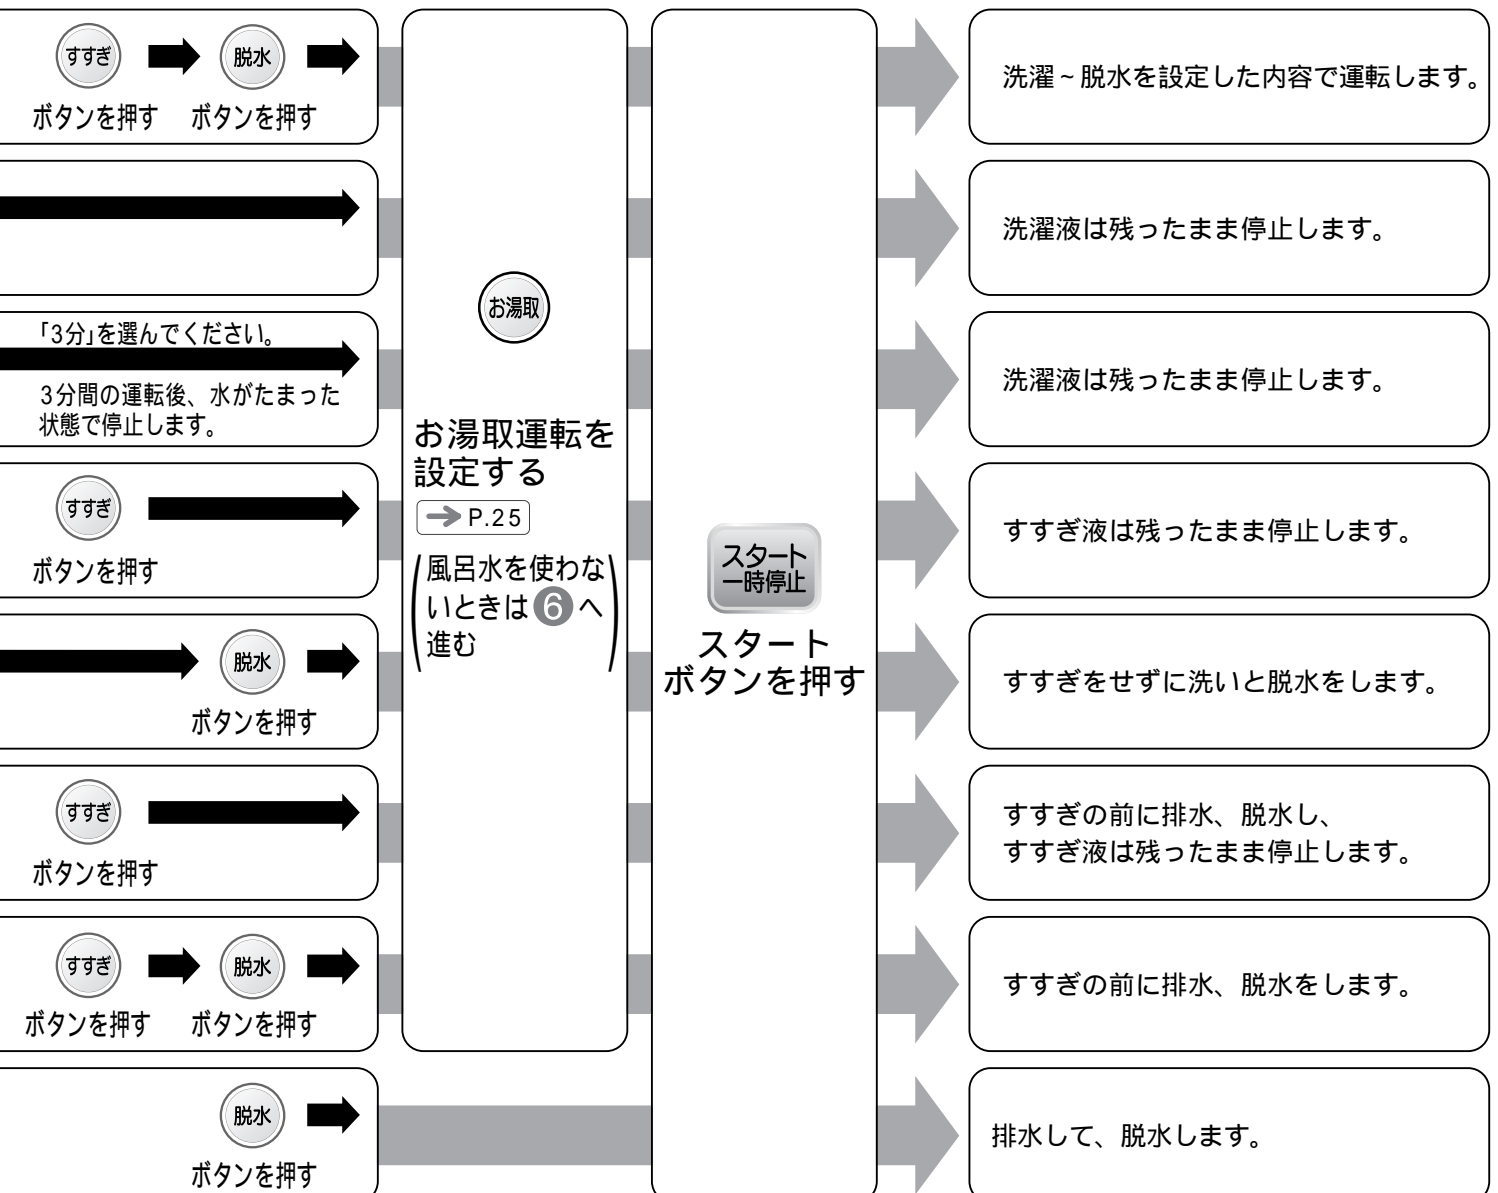 すすぎ
脱水
ボタンを押す
ボタンを押す
洗濯~脱水を設定した内容で運転します。
洗濯液は残ったまま停止します。
「3分」を選んでください。
3分間の運転後、水がたまった
状態で停止します。
洗濯液は残ったまま停止します。
すすぎ
ボタンを押す
すすぎ液は残ったまま停止します。
脱水
ボタンを押す
すすぎをせずに洗いと脱水をします。
すすぎ
ボタンを押す
すすぎの前に排水、脱水し、
すすぎ液は残ったまま停止します。
すすぎ
脱水
ボタンを押す
ボタンを押す
すすぎの前に排水、脱水をします。
脱水
ボタンを押す
排水して、脱水します。
お湯取
お湯取運転を
設定する
→ P.25
(風呂水を使わな
いときは6へ
進む)
スタート
一時停止
スタート
ボタンを押す